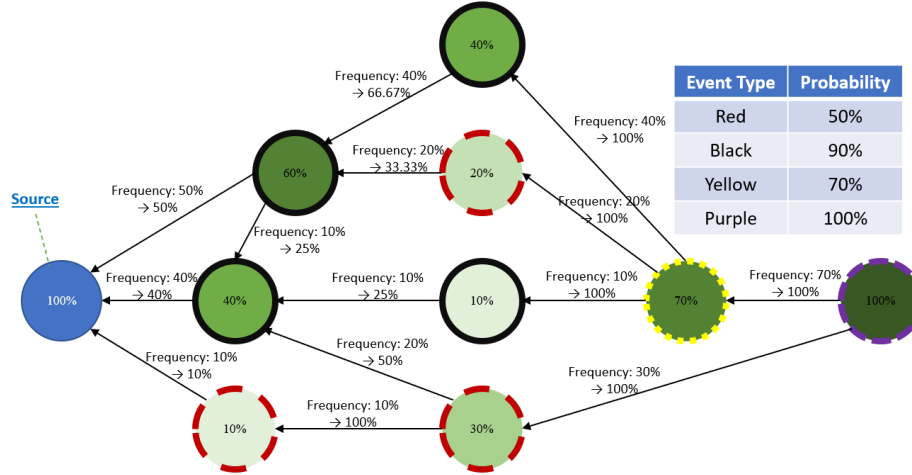 40%
Frequency: 40%
→ 66.67%
Event Type Probability
Red 50%
Black 90%
Yellow 70%
Purple 100%
Frequency: 40%
→ 100%
Frequency: 20%
→ 33.33%
60%
20%
Frequency: 50%
→ 50%
Source
Frequency: 20%
→ 100%
Frequency: 10%
→ 25%
Frequency: 40%
→ 40%
Frequency: 10%
→ 25%
Frequency: 10%
→ 100%
Frequency: 70%
→ 100%
100%
40%
10%
70%
100%
Frequency: 10%
→ 10%
Frequency: 20%
→ 50%
Frequency: 30%
→ 100%
Frequency: 10%
→ 100%
10%
30%